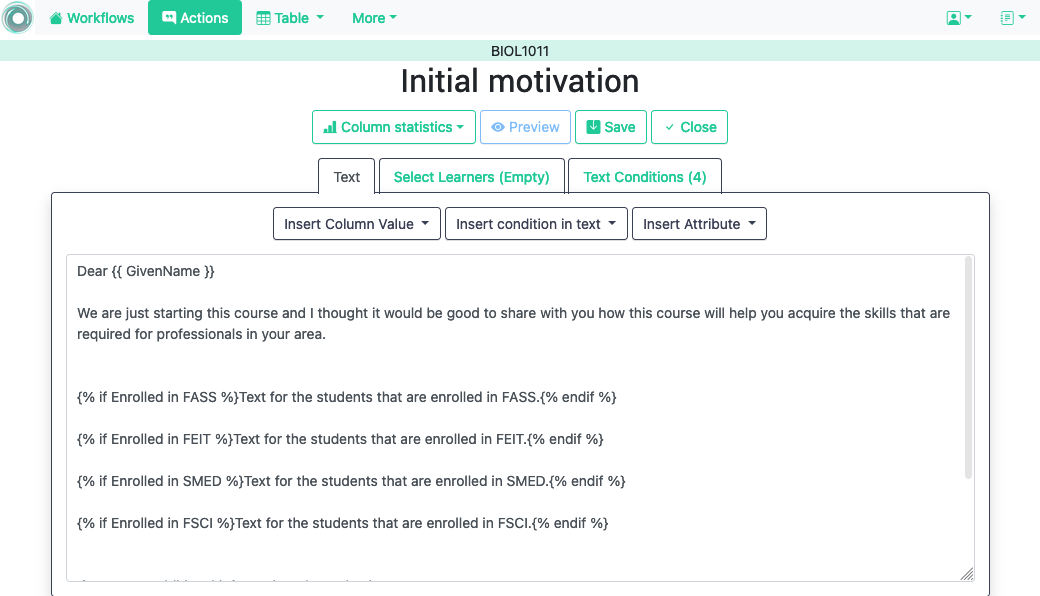 Workflows Actions Table More
BIOL1011
Initial motivation
Column statistics Preview Save Close
Text Select Learners (Empty) Text Conditions (4)
Insert Column Value Insert condition in text Insert Attribute
Dear {{ GivenName }}
We are just starting this course and I thought it would be good to share with you how this course will help you acquire the skills that are
required for professionals in your area.
{% if Enrolled in FASS %}Text for the students that are enrolled in FASS.{% endif %}
{% if Enrolled in FEIT %}Text for the students that are enrolled in FEIT.{% endif %}
{% if Enrolled in SMED %}Text for the students that are enrolled in SMED.{% endif %}
{% if Enrolled in FSCI %}Text for the students that are enrolled in FSCI.{% endif %}